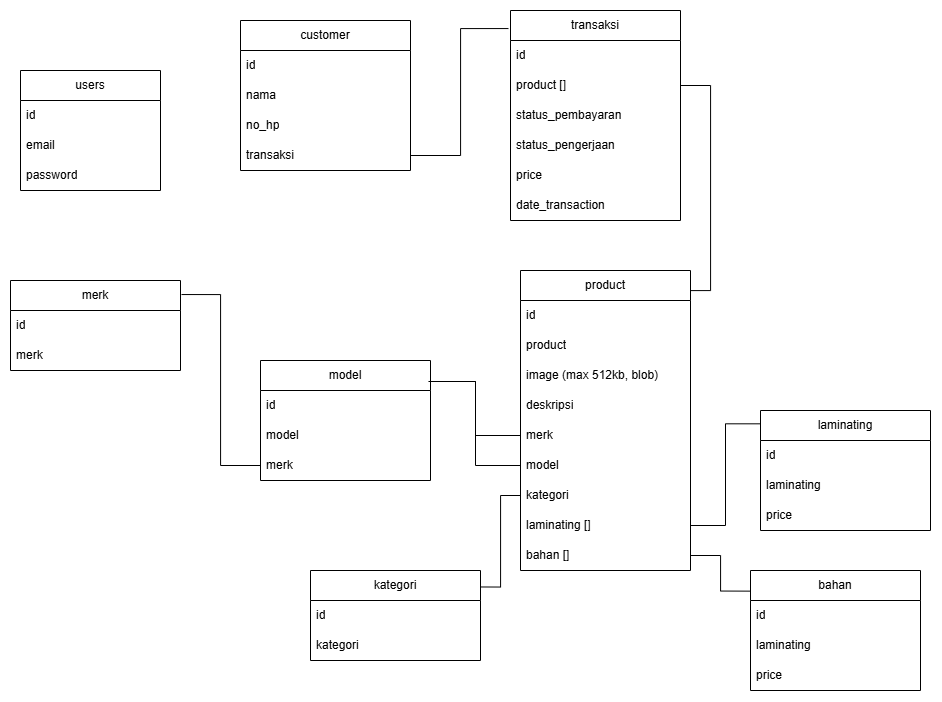 users
id
email
password
customer
id
nama
no_hp
transaksi
transaksi
id
product []
status_pembayaran
status_pengerjaan
price
date_transaction
merk
id
merk
model
id
model
merk
product
id
product
image (max 512kb, blob)
deskripsi
merk
model
kategori
laminating []
bahan []
laminating
id
laminating
price
kategori
id
kategori
bahan
id
laminating
price